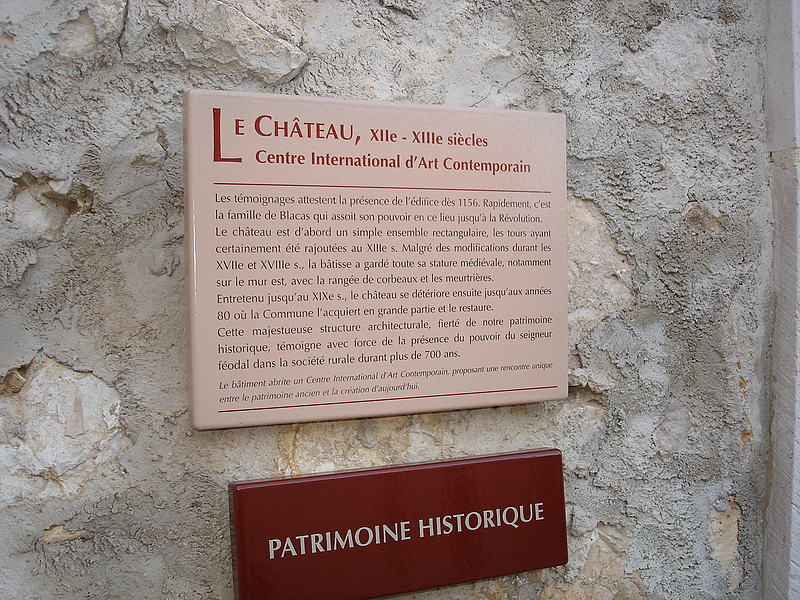 LE CHÂTEAU, XIIe - XIIIe siècles
Centre International d'Art Contemporain
Les témoignages attestent la présence de l'édifice dès 1156. Rapidement, c'est
la famille de Blacas qui assoit son pouvoir en ce lieu jusqu'à la Révolution.
Le château est d'abord un simple ensemble rectangulaire, les tours ayant
certainement été rajoutées au XIIIe s. Malgré des modifications durant les
XVIIe et XVIIIe s., la bâtisse a gardé toute sa stature médiévale, notamment
sur le mur est, avec la rangée de corbeaux et les meurtrières.
Entretenu jusqu'au XIXe s., le château se détériore ensuite jusqu'aux années
80 où la Commune l'acquiert en grande partie et le restaure.
Cette majestueuse structure architecturale, fierté de notre patrimoine
historique, témoigne avec force de la présence du pouvoir du seigneur
féodal dans la société rurale durant plus de 700 ans.
Le bâtiment abrite un Centre International d'Art Contemporain, proposant une rencontre unique
entre le patrimoine ancien et la création d'aujourd'hui.
PATRIMOINE HISTORIQUE